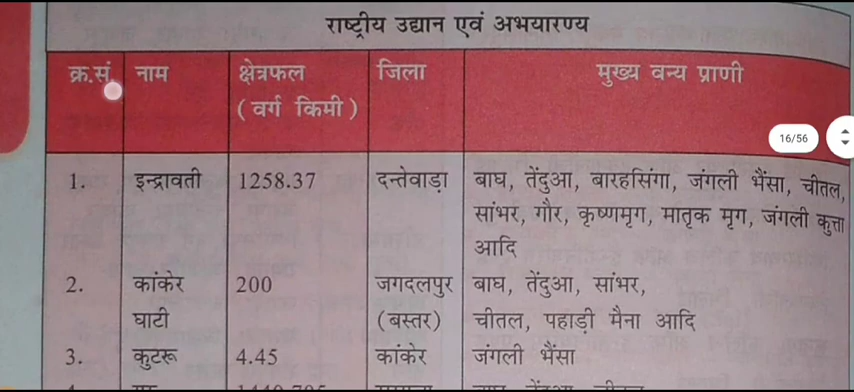 राष्ट्रीय उद्यान एवं अभयारण्य
क्र.सं नाम क्षेत्रफल जिला मुख्य वन्य प्राणी
(वर्ग किमी)
16/56
1. इन्द्रावती 1258.37 दन्तेवाड़ा बाघ, तेंदुआ, बारहसिंगा, जंगली भैंसा, चीतल,
सांभर, गौर, कृष्णमृग, मातृक मृग, जंगली कुत्ता
आदि
2. कांकेर 200 जगदलपुर बाघ, तेंदुआ, सांभर,
घाटी (बस्तर) चीतल, पहाड़ी मैना आदि
3. कुटरू 4.45 कांकेर जंगली भैंसा